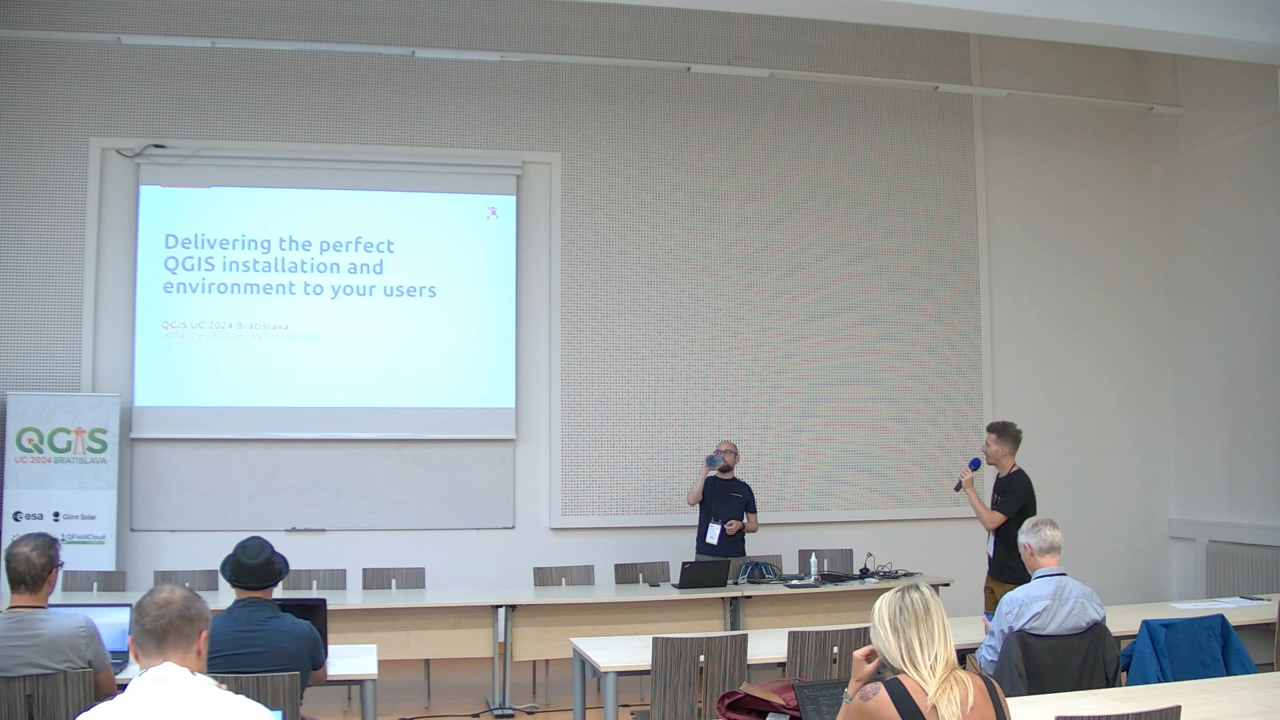 Delivering the perfect
QGIS installation and
environment to your users
QGIS UC 2024 Bratislava
QGIS
UC 2024 BRATISLAVA
esa
Glint Solar
QFieldCloud